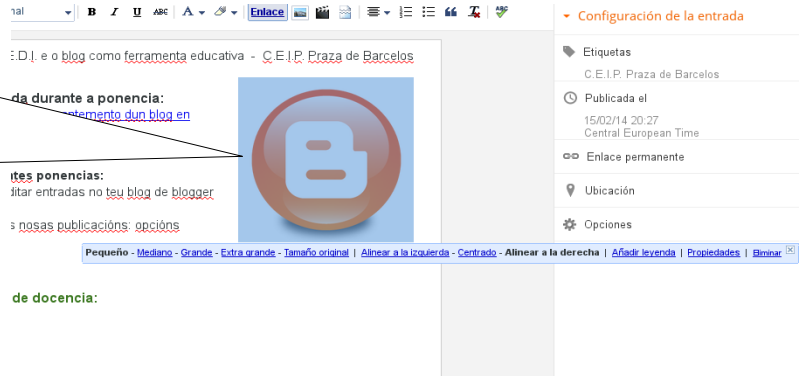 nal B I U ABC A Enlace
Configuración de la entrada
E.D.I. e o blog como ferramenta educativa - C.E.I.P. Praza de Barcelos
Etiquetas
C.E.I.P. Praza de Barcelos
da durante a ponencia:
Publicada el
ntemento dun blog en
15/02/14 20:27
Central European Time
Enlace permanente
ntes ponencias:
ditar entradas no teu blog de blogger
Ubicación
s nosas publicacións: opcións
Opciones
Pequeño - Mediano - Grande - Extra grande - Tamaño original | Alinear a la izquierda - Centrado - Alinear a la derecha | Añadir leyenda | Propiedades | Eliminar
de docencia: